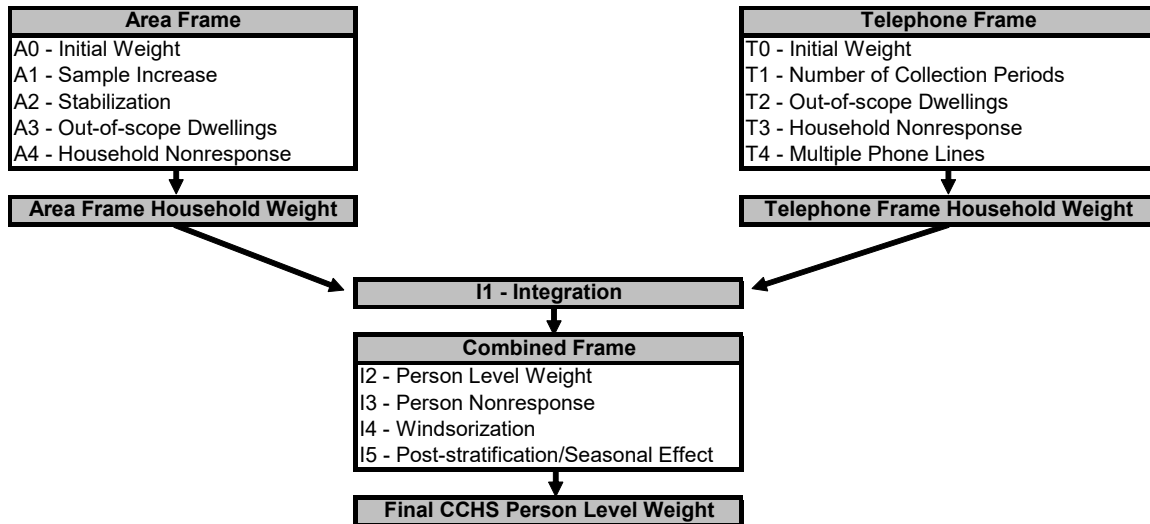 Area Frame
A0 - Initial Weight
A1 - Sample Increase
A2 - Stabilization
A3 - Out-of-scope Dwellings
A4 - Household Nonresponse
Area Frame Household Weight
Telephone Frame
T0 - Initial Weight
T1 - Number of Collection Periods
T2 - Out-of-scope Dwellings
T3 - Household Nonresponse
T4 - Multiple Phone Lines
Telephone Frame Household Weight
I1 - Integration
Combined Frame
I2 - Person Level Weight
I3 - Person Nonresponse
I4 - Windsorization
I5 - Post-stratification/Seasonal Effect
Final CCHS Person Level Weight